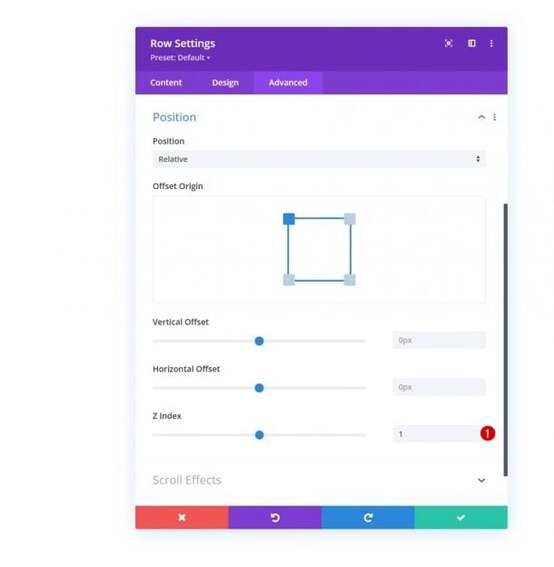 Row Settings
Preset: Default
Content Design Advanced
Position
Position
Relative
Offset Origin
Vertical Offset
0px
Horizontal Offset
0px
Z Index
1
1
Scroll Effects